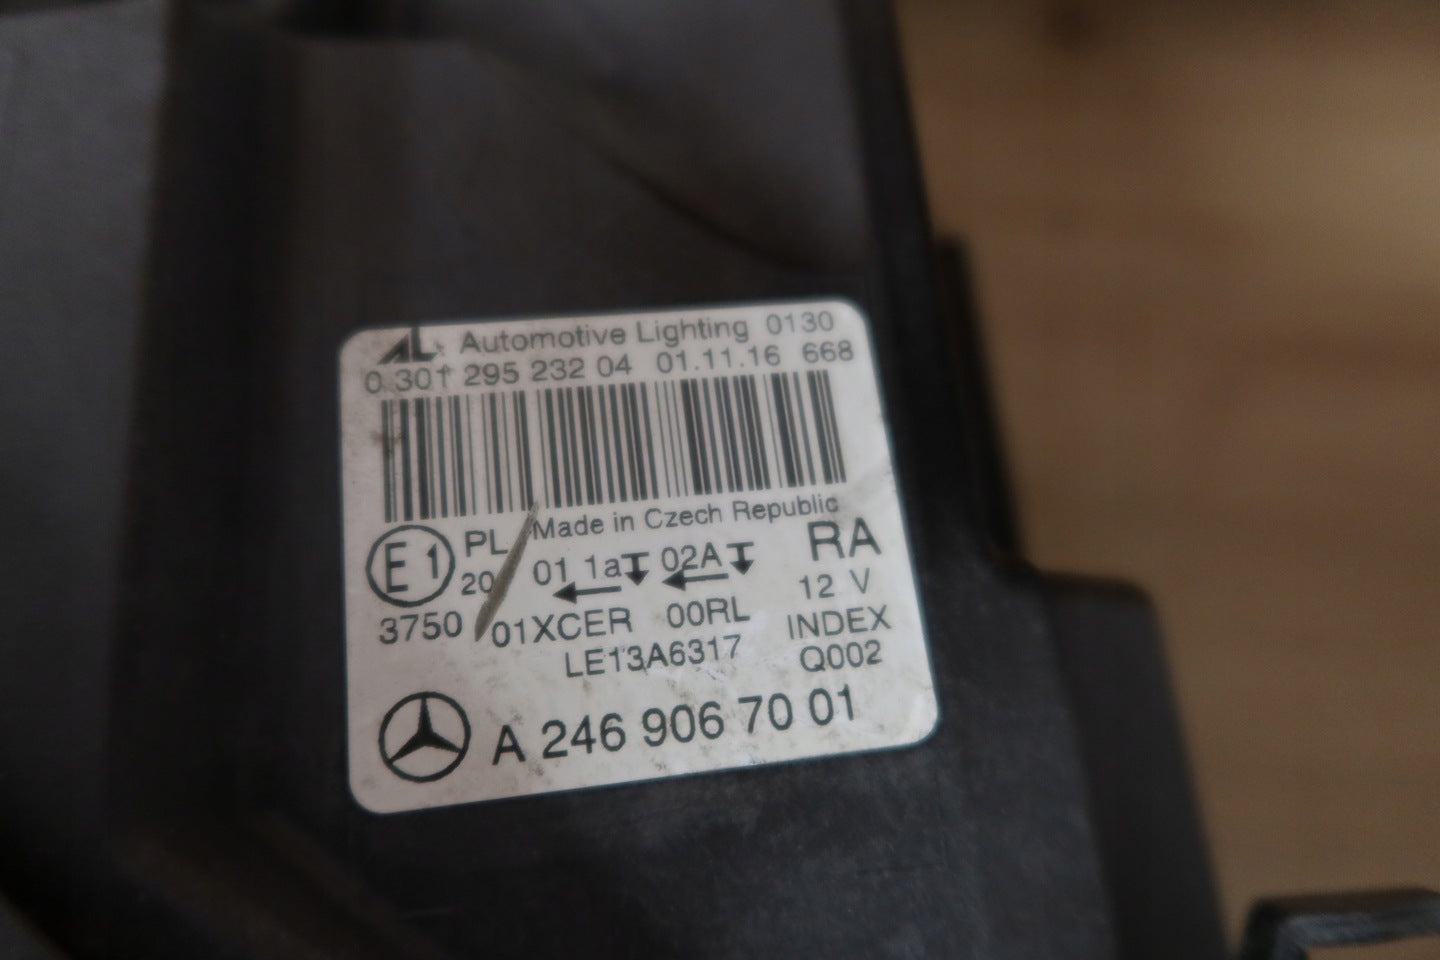 AL Automotive Lighting 0130
0 301 295 232 04 01.11.16 668
Made in Czech Republic
E1 PL 01 1a 02A RA
20 12 V
3750 01XCER 00RL INDEX
LE13A6317 Q002
A 246 906 70 01